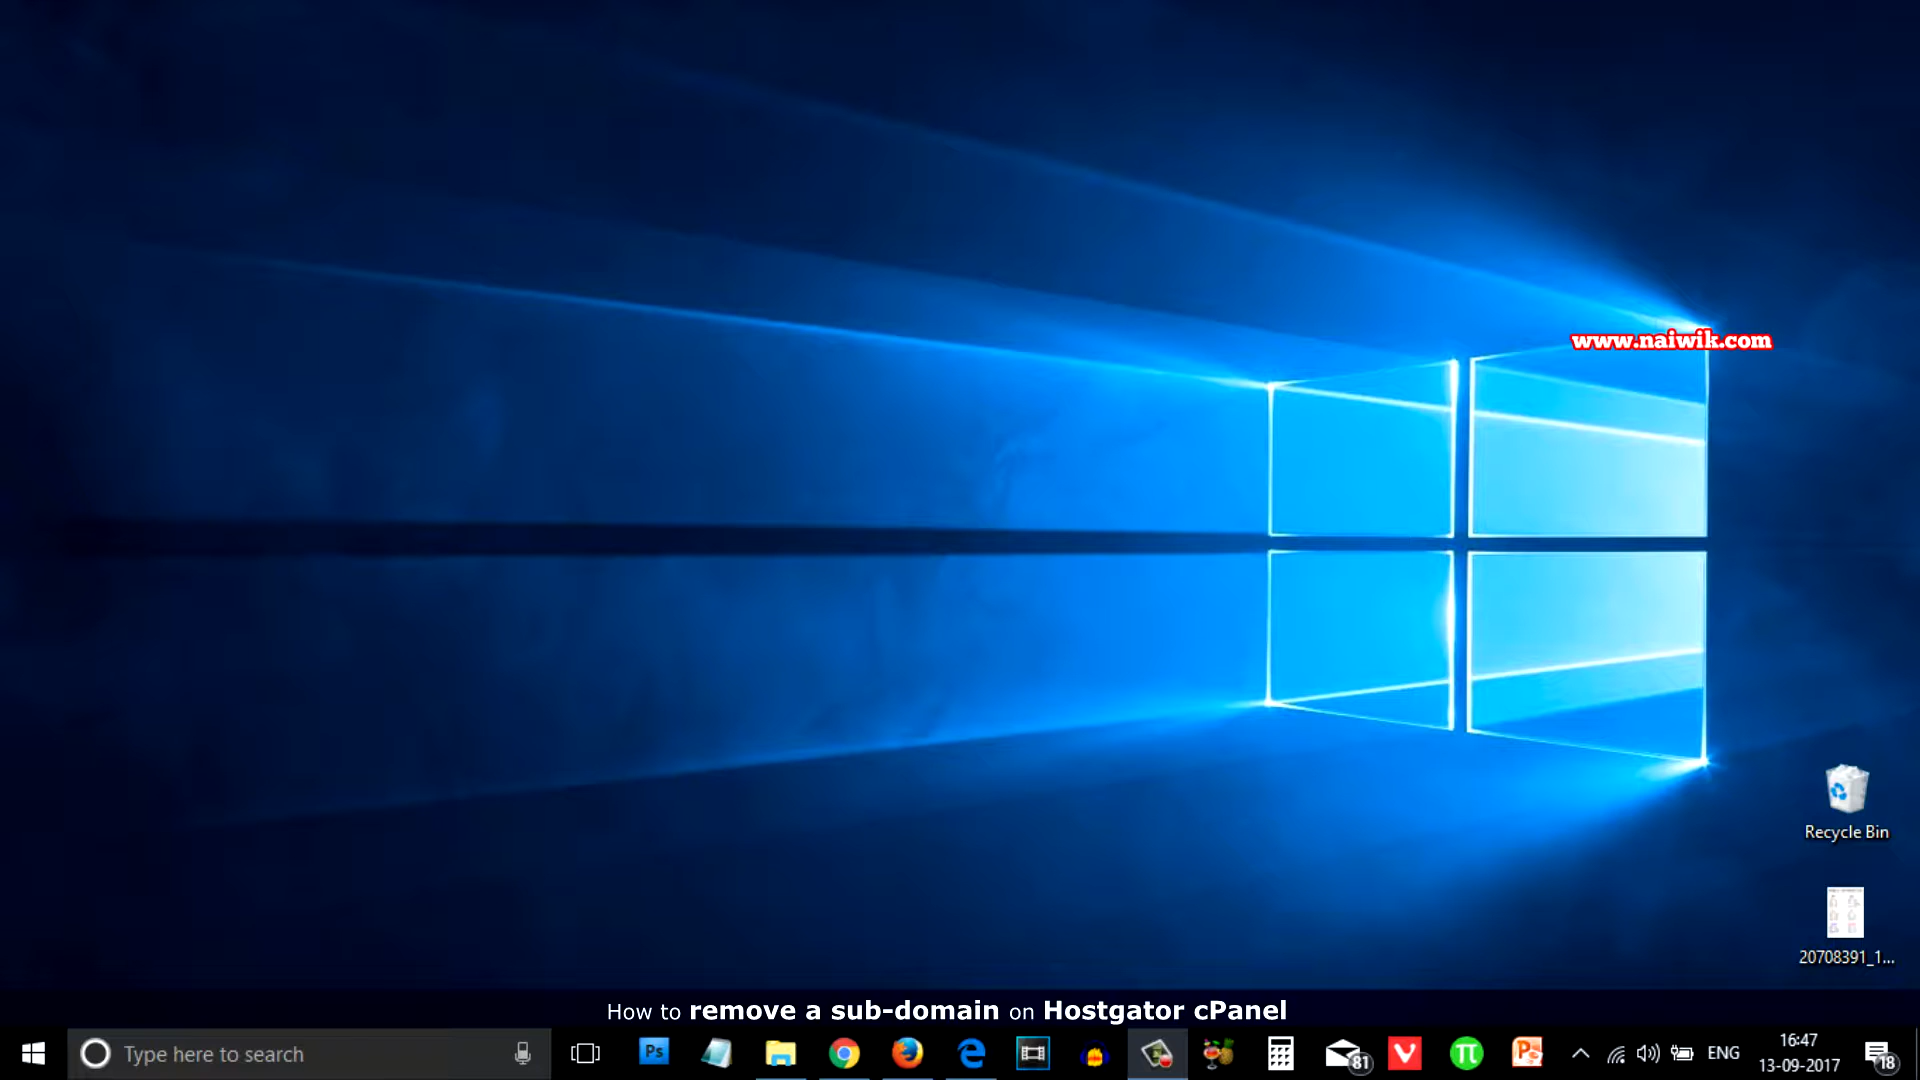 www.naiwik.com
Recycle Bin
20708391_1...
How to remove a sub-domain on Hostgator cPanel
Type here to search
Ps
81
V
π
P
ENG
16:47
13-09-2017
18